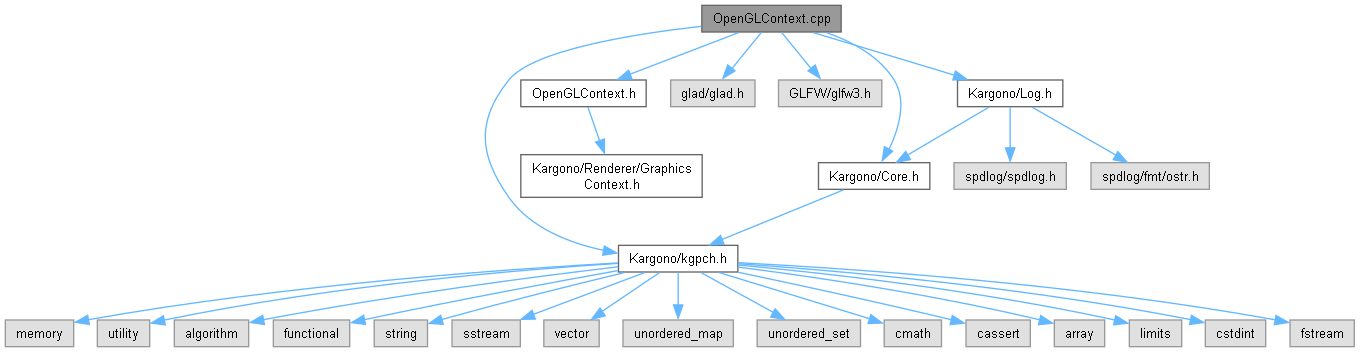 OpenGLContext.cpp
OpenGLContext.h
glad/glad.h
GLFW/glfw3.h
Kargono/Log.h
Kargono/Renderer/Graphics
Context.h
Kargono/Core.h
spdlog/spdlog.h
spdlog/fmt/ostr.h
Kargono/kgpch.h
memory
utility
algorithm
functional
string
sstream
vector
unordered_map
unordered_set
cmath
cassert
array
limits
cstdint
fstream